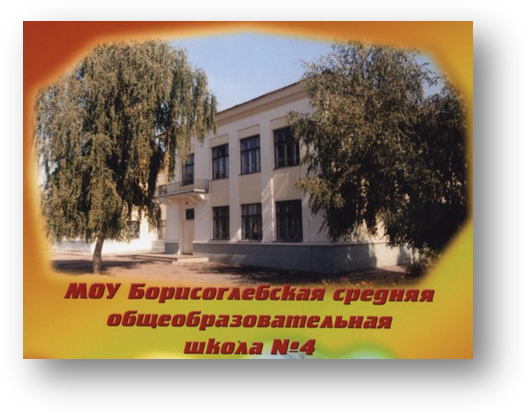 МОУ Борисоглебская средняя
общеобразовательная
школа №4